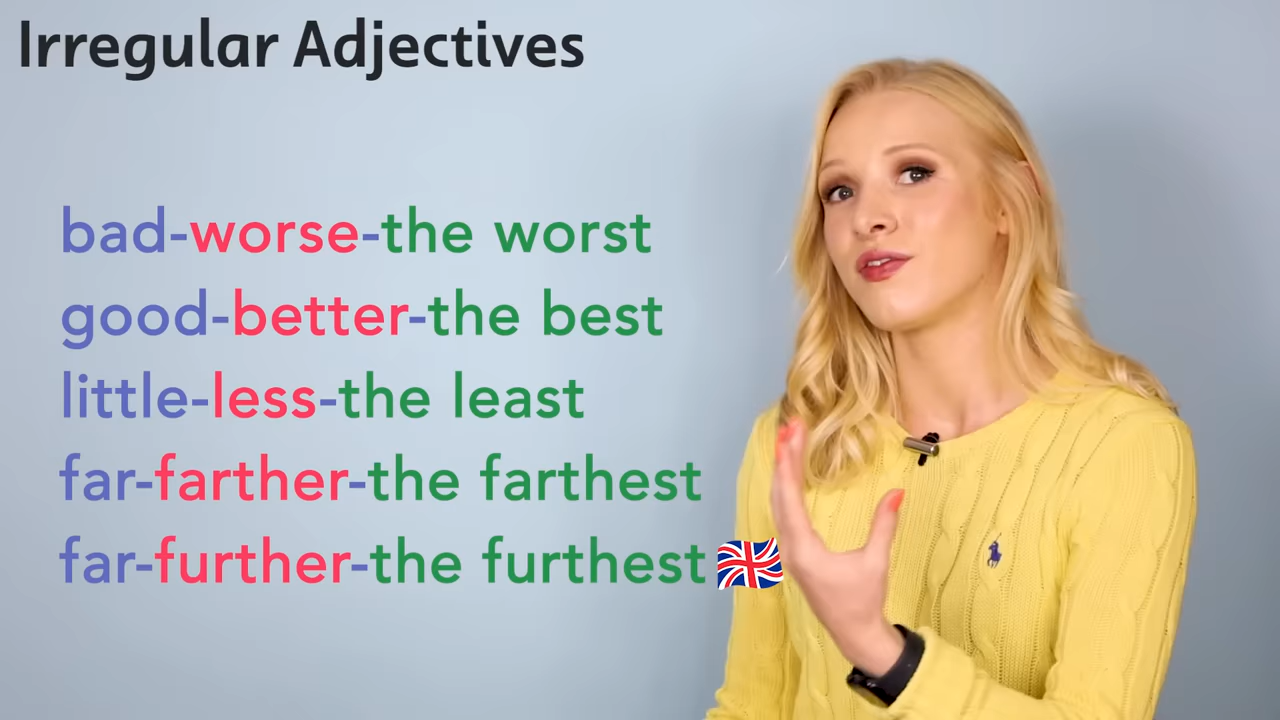 Irregular Adjectives
bad-worse-the worst
good-better-the best
little-less-the least
far-farther-the farthest
far-further-the furthest